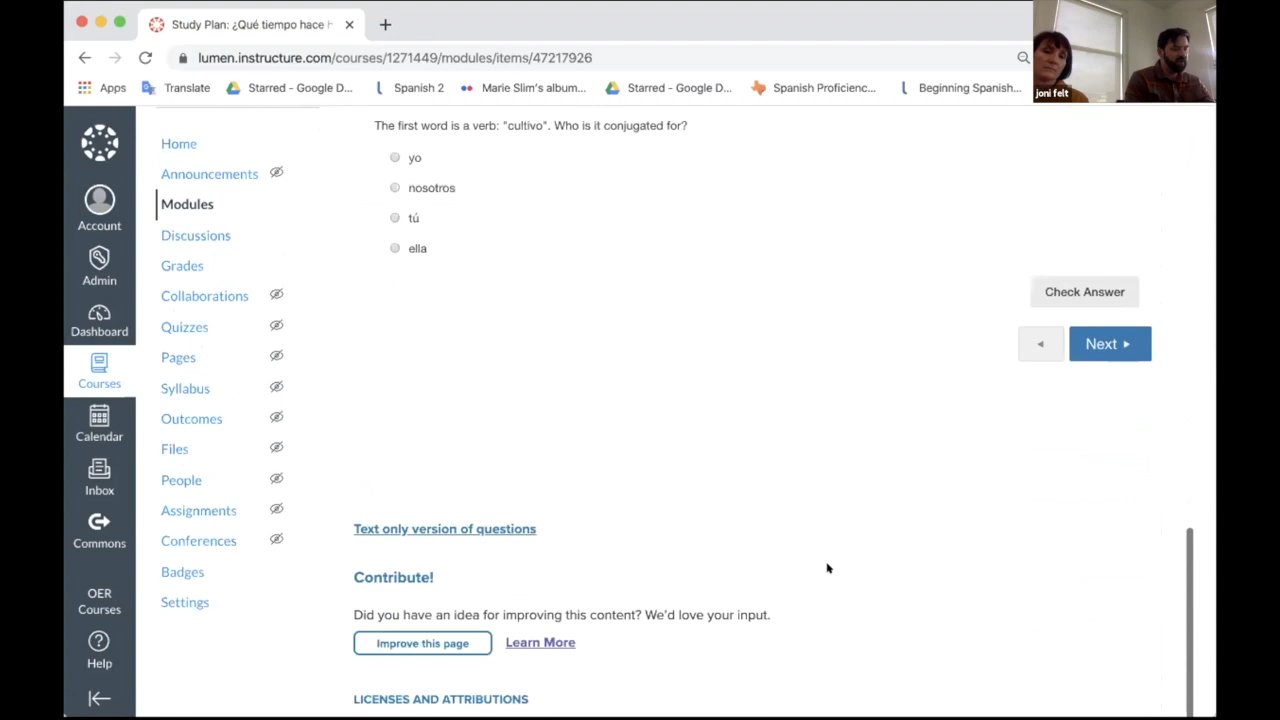 Study Plan: ¿Qué tiempo hace h
lumen.instructure.com/courses/1271449/modules/items/47217926
Apps
Translate
Starred - Google D...
Spanish 2
Marie Slim's album...
Starred - Google D...
Spanish Proficienc...
Beginning Spanish...
joni felt
Account
Admin
Dashboard
Courses
Calendar
Inbox
Commons
OER
Courses
Help
Home
Announcements
Modules
Discussions
Grades
Collaborations
Quizzes
Pages
Syllabus
Outcomes
Files
People
Assignments
Conferences
Badges
Settings
The first word is a verb: "cultivo". Who is it conjugated for?
yo
nosotros
tú
ella
Check Answer
Next
Text only version of questions
Contribute!
Did you have an idea for improving this content? We'd love your input.
Improve this page
Learn More
LICENSES AND ATTRIBUTIONS